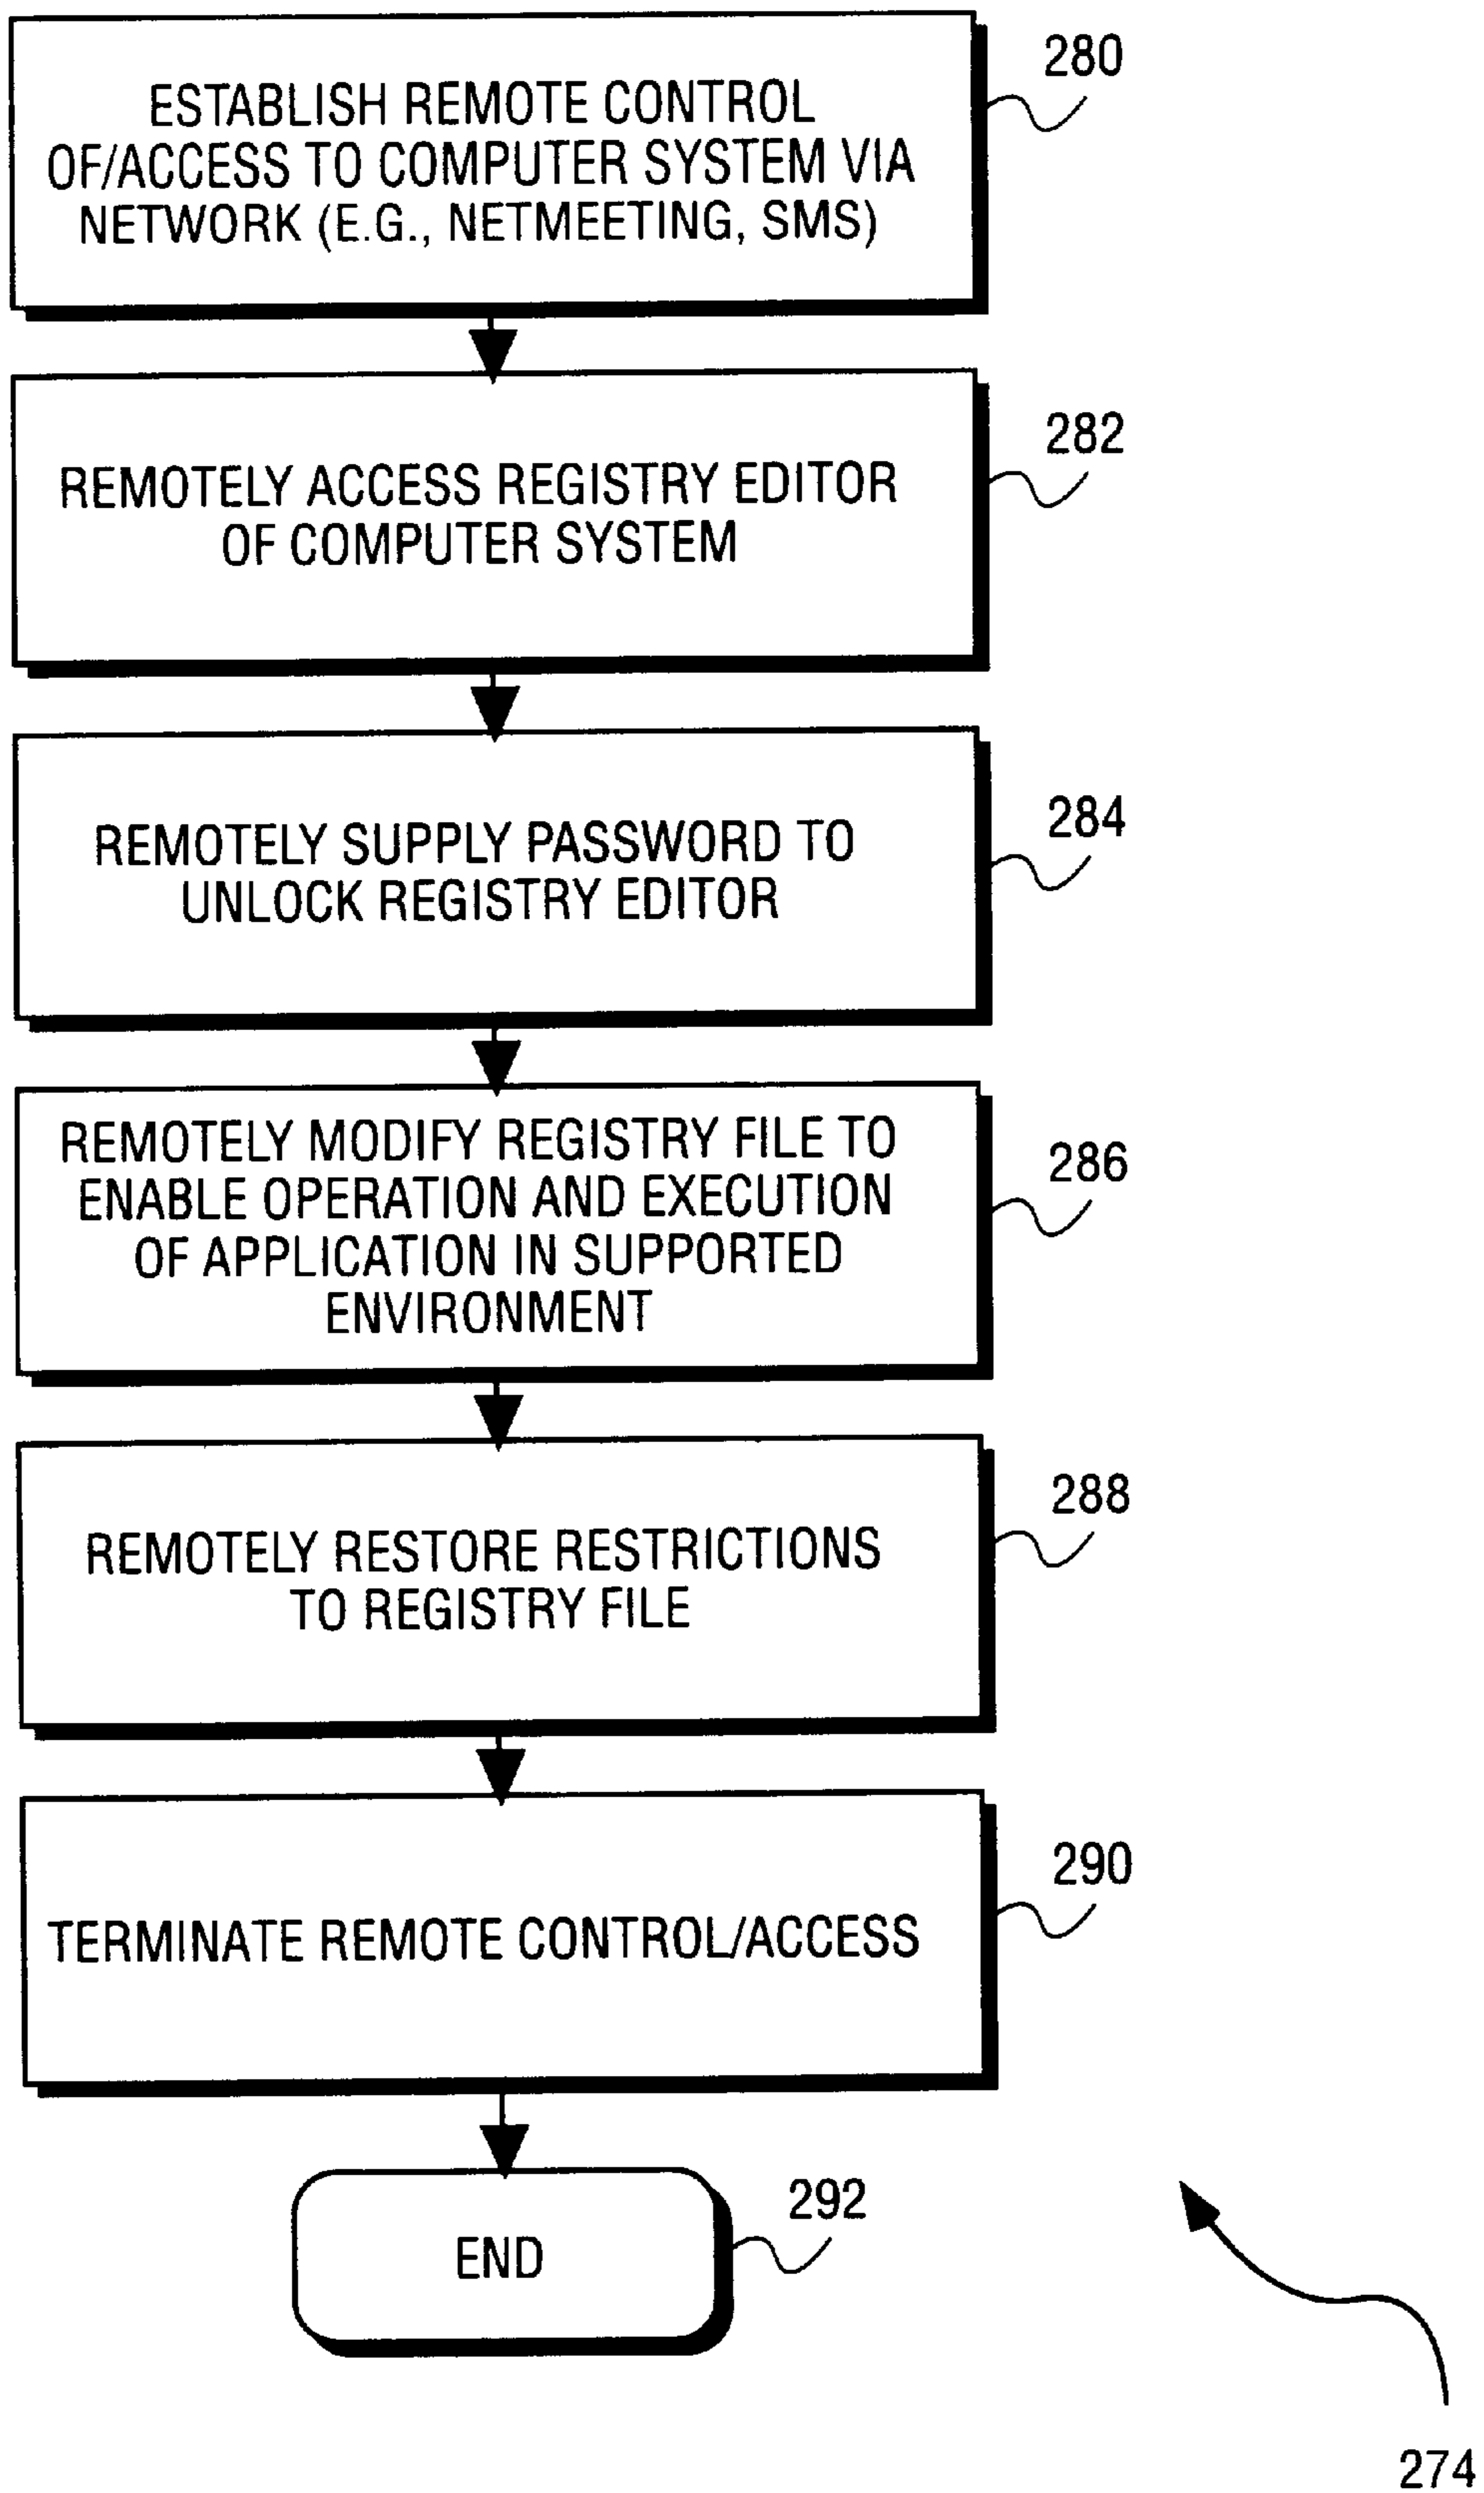 280
ESTABLISH REMOTE CONTROL
OF/ACCESS TO COMPUTER SYSTEM VIA
NETWORK (E.G., NETMEETING, SMS)
282
REMOTELY ACCESS REGISTRY EDITOR
OF COMPUTER SYSTEM
284
REMOTELY SUPPLY PASSWORD TO
UNLOCK REGISTRY EDITOR
286
REMOTELY MODIFY REGISTRY FILE TO
ENABLE OPERATION AND EXECUTION
OF APPLICATION IN SUPPORTED
ENVIRONMENT
288
REMOTELY RESTORE RESTRICTIONS
TO REGISTRY FILE
290
TERMINATE REMOTE CONTROL/ACCESS
292
END
274